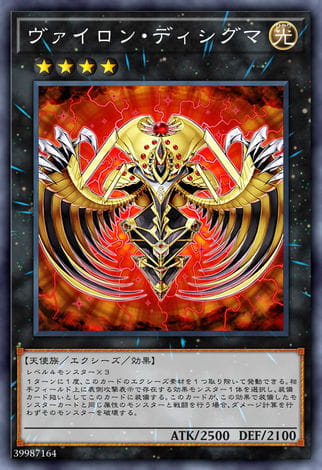 ヴァイロン・ディシグマ
光
【天使族／エクシーズ／効果】
レベル4モンスター×3
1ターンに1度、このカードのエクシーズ素材を1つ取り除いて発動できる。相
手フィールド上に表側攻撃表示で存在する効果モンスター1体を選択し、装備
カード扱いとしてこのカードに装備する。このカードが、この効果で装備したモ
ンスターカードと同じ属性のモンスターと戦闘を行う場合、ダメージ計算を行
わずそのモンスターを破壊する。
ATK/2500 DEF/2100
39987164